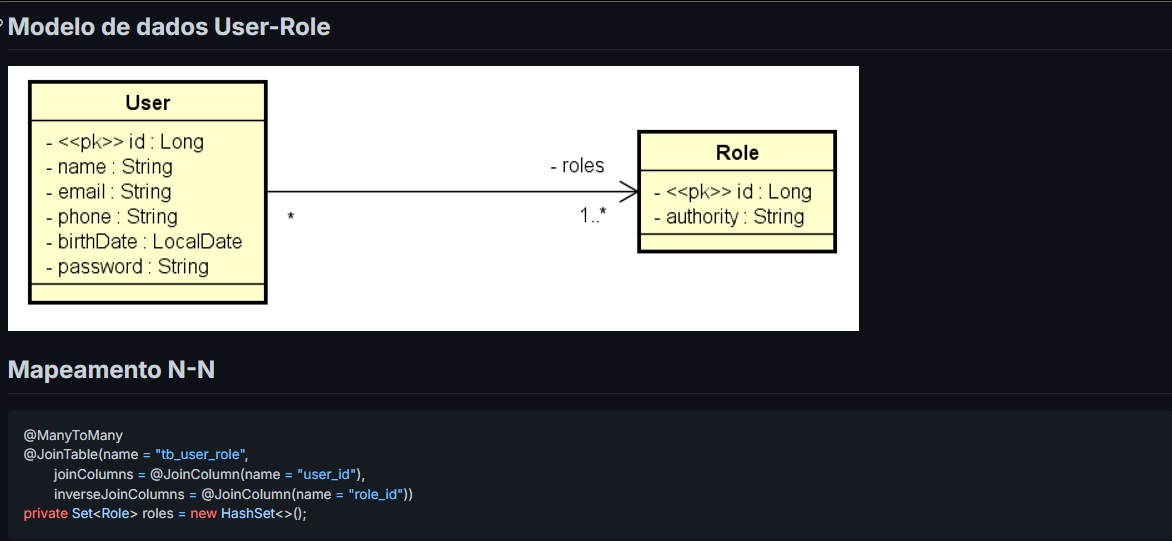 Modelo de dados User-Role
User
- <<pk>> id : Long
- name : String
- email : String
- phone : String
- birthDate : LocalDate
- password : String
- roles
*
1..*
Role
- <<pk>> id : Long
- authority : String
Mapeamento N-N
@ManyToMany
@JoinTable(name = "tb_user_role",
joinColumns = @JoinColumn(name = "user_id"),
inverseJoinColumns = @JoinColumn(name = "role_id"))
private Set<Role> roles = new HashSet<>();